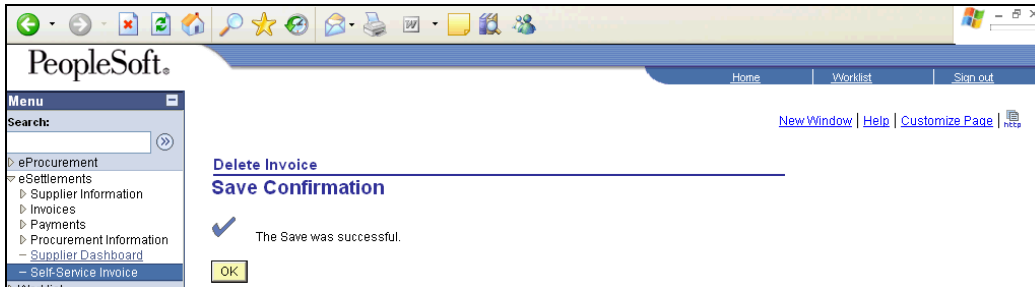 PeopleSoft®
Home Worklist Sign out
Menu
Search:
New Window | Help | Customize Page | http
eProcurement
eSettlements
Supplier Information
Invoices
Payments
Procurement Information
Supplier Dashboard
Self-Service Invoice
Delete Invoice
Save Confirmation
The Save was successful.
OK